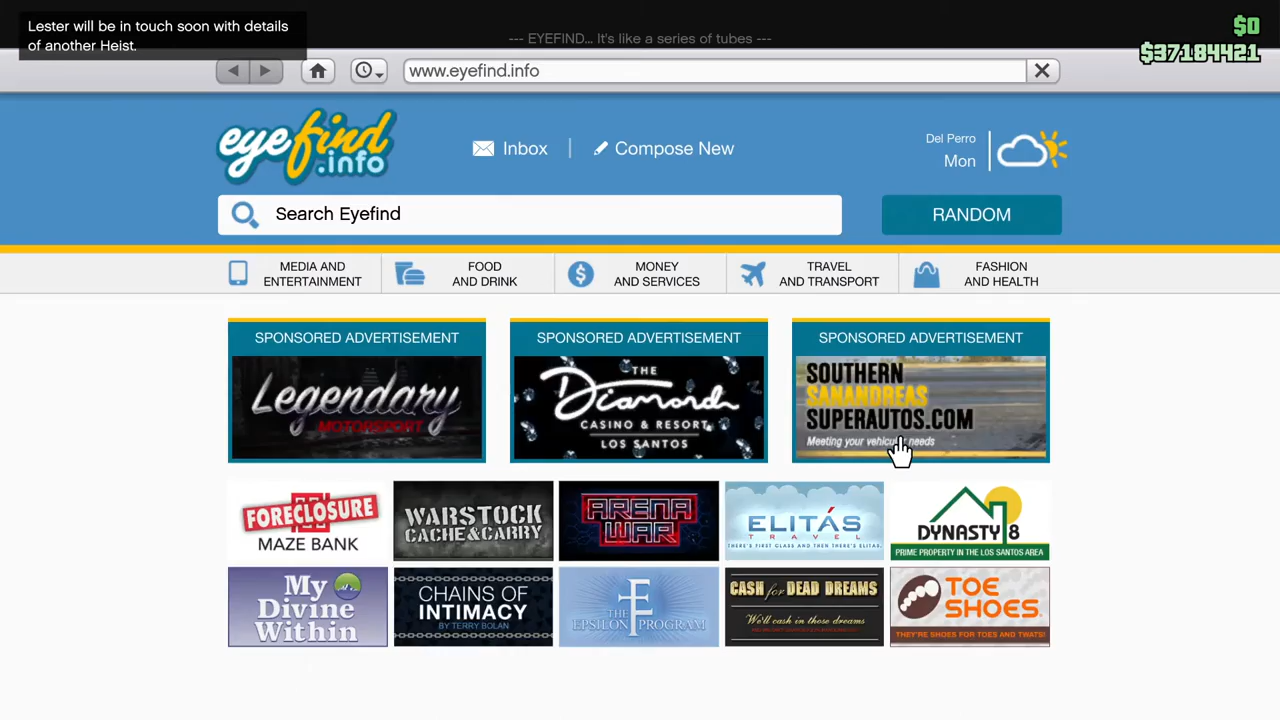 Lester will be in touch soon with details
of another Heist.
--- EYEFIND... It's like a series of tubes ---
$0
$37184421
www.eyefind.info
eyefind
.info
Inbox
Compose New
Del Perro
Mon
Search Eyefind
RANDOM
MEDIA AND
ENTERTAINMENT
FOOD
AND DRINK
MONEY
AND SERVICES
TRAVEL
AND TRANSPORT
FASHION
AND HEALTH
SPONSORED ADVERTISEMENT
Legendary
MOTORSPORT
SPONSORED ADVERTISEMENT
THE
Diamond
CASINO & RESORT
LOS SANTOS
SPONSORED ADVERTISEMENT
SOUTHERN
SANANDREAS
SUPERAUTOS.COM
Meeting your vehicular needs
FORECLOSURE
MAZE BANK
WARSTOCK
CACHE & CARRY
ARENA
WAR
ELITÁS
TRAVEL
THERE'S FIRST CLASS AND THEN THERE'S ELITÁS.
DYNASTY 8
PRIME PROPERTY IN THE LOS SANTOS AREA
My
Divine
Within
CHAINS OF
INTIMACY
BY TERRY BOLAN
THE
EPSILON PROGRAM
CASH for DEAD DREAMS
We'll cash in those dreams
TOE
SHOES
THEY'RE SHOES FOR TOES AND TWATS!